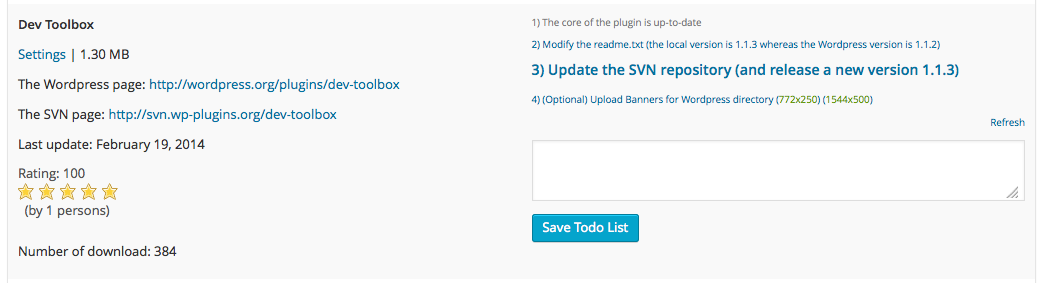 Dev Toolbox
Settings | 1.30 MB
The Wordpress page: http://wordpress.org/plugins/dev-toolbox
The SVN page: http://svn.wp-plugins.org/dev-toolbox
Last update: February 19, 2014
Rating: 100
(by 1 persons)
Number of download: 384
1) The core of the plugin is up-to-date
2) Modify the readme.txt (the local version is 1.1.3 whereas the Wordpress version is 1.1.2)
3) Update the SVN repository (and release a new version 1.1.3)
4) (Optional) Upload Banners for Wordpress directory (772x250) (1544x500)
Refresh
Save Todo List